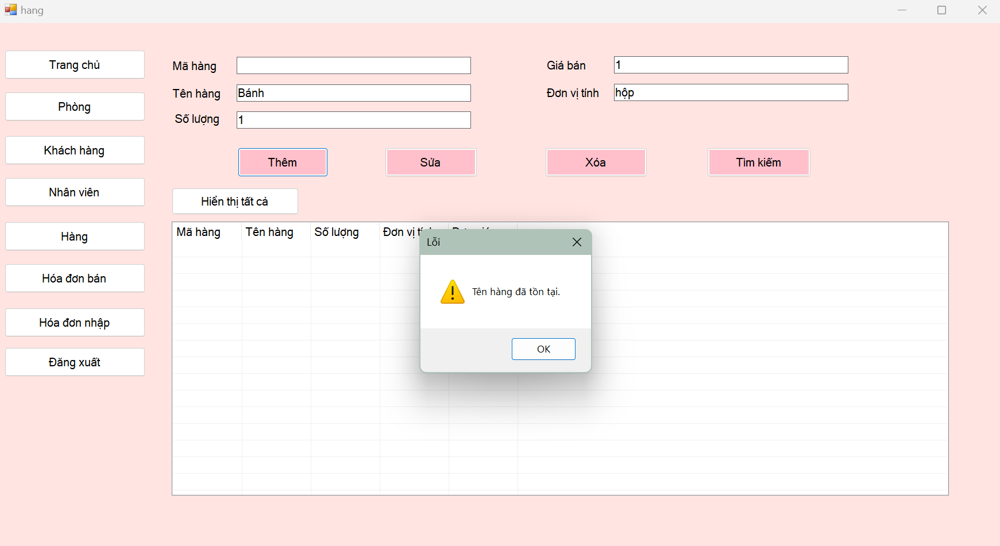 hang
Trang chủ
Phòng
Khách hàng
Nhân viên
Hàng
Hóa đơn bán
Hóa đơn nhập
Đăng xuất
Mã hàng
Tên hàng Bánh
Số lượng 1
Giá bán 1
Đơn vị tính hộp
Thêm Sửa Xóa Tìm kiếm
Hiển thị tất cả
Mã hàng Tên hàng Số lượng Đơn vị
Lỗi
Tên hàng đã tồn tại.
OK